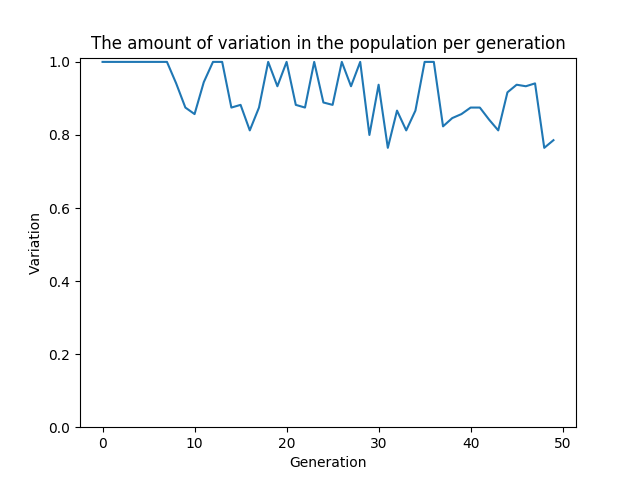 The amount of variation in the population per generation
1.0
0.8
0.6
0.4
0.2
0.0
Variation
0 10 20 30 40 50
Generation